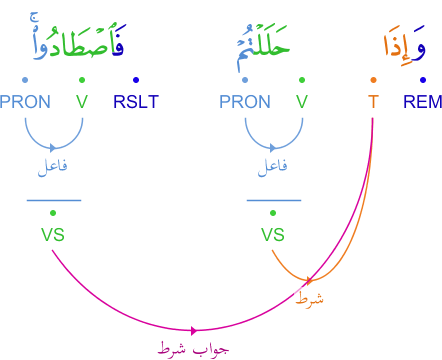 وَإِذَا حَلَلْتُمْ فَٱصْطَادُوا۟ ۚ
REM T V PRON RSLT V PRON
فاعل فاعل
VS VS
شرط
جواب شرط